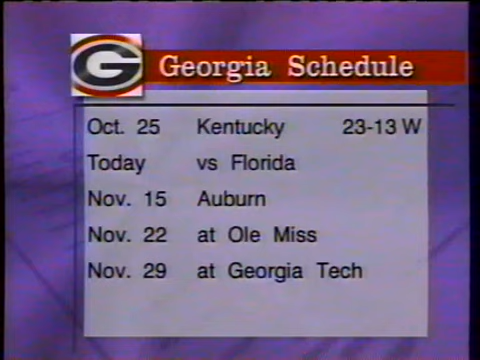 G
Georgia Schedule
Oct. 25 Kentucky 23-13 W
Today vs Florida
Nov. 15 Auburn
Nov. 22 at Ole Miss
Nov. 29 at Georgia Tech